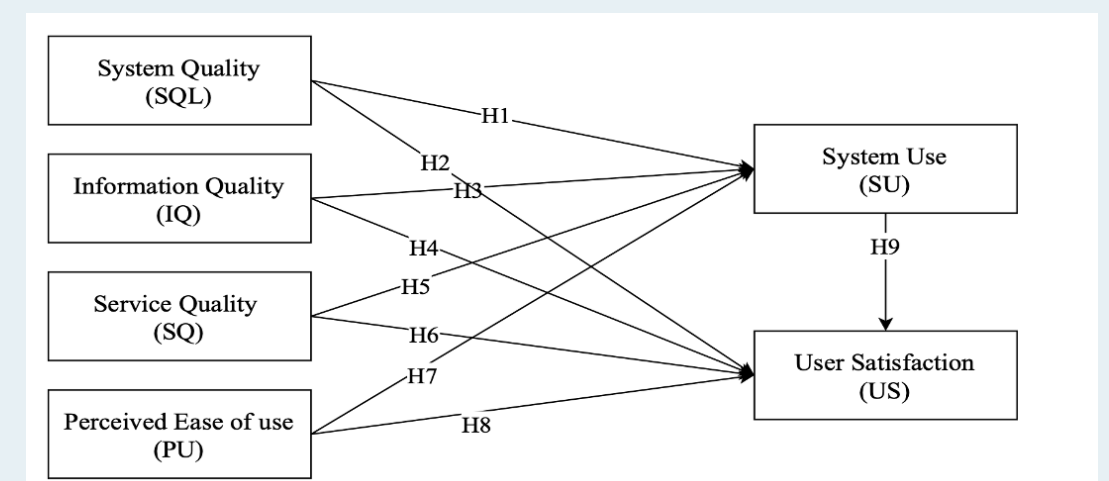 System Quality
(SQL)
H1
System Use
(SU)
H2
Information Quality
(IQ)
H3
H4
H9
H5
Service Quality
(SQ)
H6
User Satisfaction
(US)
H7
Perceived Ease of use
(PU)
H8